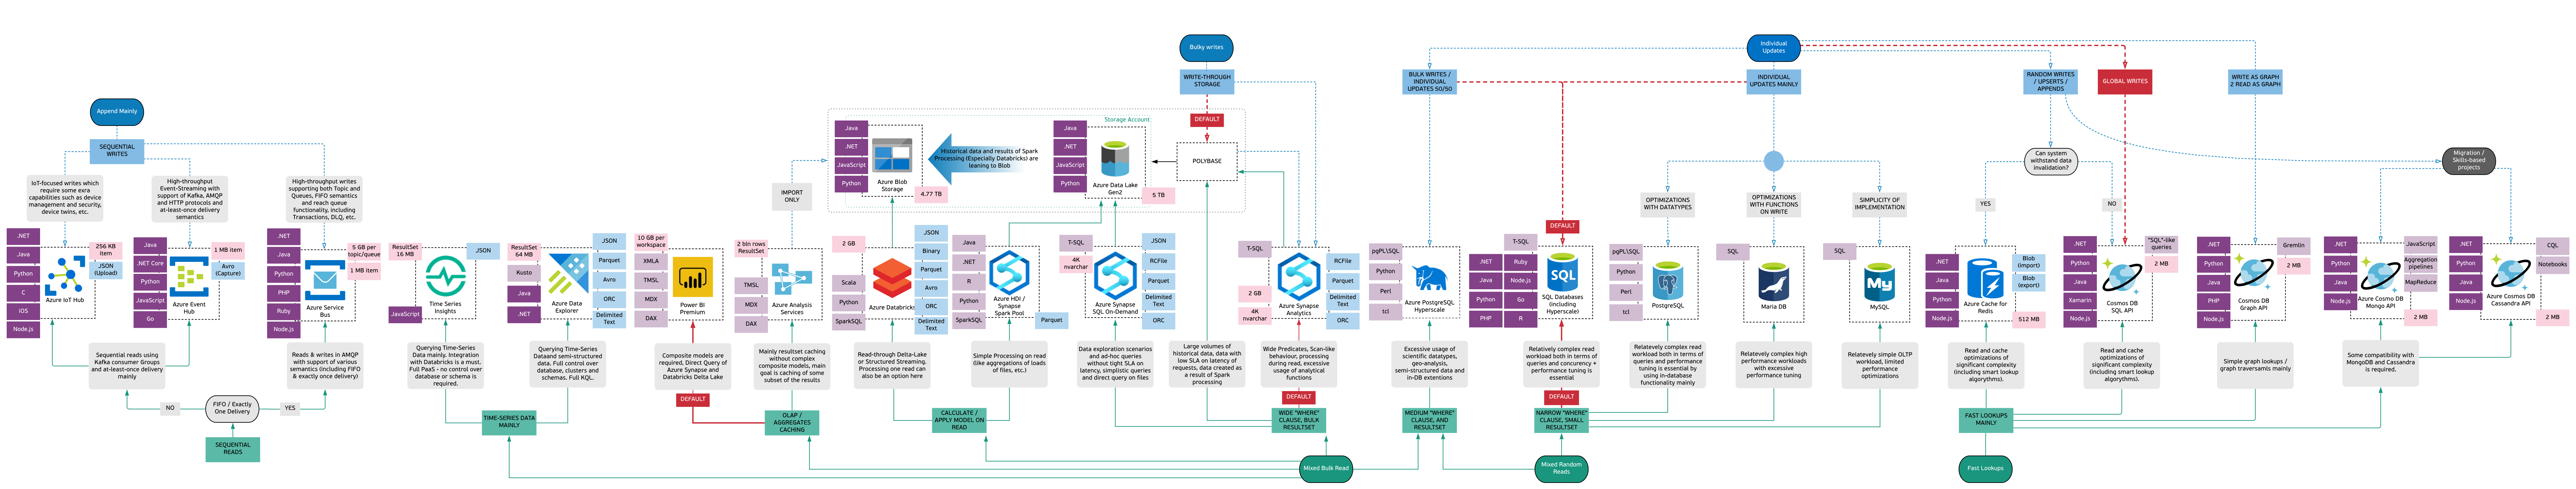 Bulky writes
Individual
Updates
WRITE-THROUGH
STORAGE
BULK WRITES /
INDIVIDUAL
UPDATES 50/50
INDIVIDUAL
UPDATES MAINLY
RANDOM WRITES
/ UPSERTS /
APPENDS
GLOBAL WRITES
WRITE AS GRAPH
2 READ AS GRAPH
Append Mainly
SEQUENTIAL
WRITES
Storage Account
DEFAULT
POLYBASE
Java
.NET
JavaScript
Python
Azure Blob
Storage
4.77 TB
Historical data and results of Spark
Processing (Especially Databricks) are
leaning to Blob
Java
.NET
JavaScript
Python
Azure Data Lake
Gen2
5 TB
Can system
withstand data
invalidation?
Migration /
Skills-based
projects
IoT-focused writes which
require some exra
capabilities such as device
management and security,
device twins, etc.
High-throughput
Event-Streaming with
support of Kafka, AMQP
and HTTP protocols and
at-least-once delivery
semantics
High-throughput writes
supporting both Topic and
Queues, FIFO semantics
and reach queue
functionality, including
Transactions, DLQ, etc.
IMPORT
ONLY
OPTIMIZATIONS
WITH DATATYPES
OPTIMIZATIONS
WITH FUNCTIONS
ON WRITE
SIMPLICITY OF
IMPLEMENTATION
YES
NO
DEFAULT
.NET
Java
Python
C
iOS
Node.js
Azure IoT Hub
256 KB
item
JSON
(Upload)
Java
.NET Core
Python
JavaScript
Go
Azure Event
Hub
1 MB item
Avro
(Capture)
.NET
Java
Python
PHP
Ruby
Node.js
Azure Service
Bus
5 GB per
topic/queue
1 MB item
ResultSet
16 MB
JavaScript
Time Series
Insights
JSON
ResultSet
64 MB
Kusto
Java
.NET
Azure Data
Explorer
JSON
Parquet
Avro
ORC
Delimited
Text
10 GB per
workspace
XMLA
TMSL
MDX
DAX
Power BI
Premium
2 bln rows
ResultSet
TMSL
MDX
DAX
Azure Analysis
Services
2 GB
Scala
Python
SparkSQL
Azure Databricks
JSON
Binary
Parquet
Avro
ORC
Delimited
Text
Java
.NET
R
Python
SparkSQL
Azure HDI /
Synapse
Spark Pool
Parquet
T-SQL
4K
nvarchar
Azure Synapse
SQL On-Demand
JSON
RCFile
Parquet
Delimited
Text
ORC
T-SQL
2 GB
4K
nvarchar
Azure Synapse
Analytics
RCFile
Parquet
Delimited
Text
ORC
pgPL\SQL
Python
Perl
tcl
Azure PostgreSQL
Hyperscale
T-SQL
.NET
Ruby
Java
Node.js
Python
Go
PHP
R
SQL
SQL Databases
(including
Hyperscale)
pgPL\SQL
Python
Perl
tcl
PostgreSQL
SQL
Maria DB
SQL
My
MySQL
.NET
Java
Python
Node.js
Azure Cache for
Redis
Blob
(import)
Blob
(export)
512 MB
.NET
Python
Java
Xamarin
Node.js
Cosmos DB
SQL API
"SQL"-like
queries
2 MB
.NET
Python
Java
PHP
Node.js
Cosmos DB
Graph API
Gremlin
2 MB
.NET
Python
Java
Node.js
Azure Cosmo DB
Mongo API
JavaScript
Aggregation
pipelines
MapReduce
2 MB
.NET
Python
Java
Node.js
Azure Cosmos DB
Cassandra API
CQL
Notebooks
2 MB
Sequential reads using
Kafka consumer Groups
and at-least-once delivery
mainly
Reads & writes in AMQP
with support of various
semantics (including FIFO
& exactly once delivery)
Querying Time-Series
Data mainly. Integration
with Databricks is a must.
Full PaaS - no control over
database or schema is
required.
Querying Time-Series
Dataand semi-structured
data. Full control over
database, clusters and
schemas. Full KQL.
Composite models are
required, Direct Query of
Azure Synapse and
Databricks Delta Lake
Mainly resultset caching
without complex
composite models, main
goal is caching of some
subset of the results
Read-through Delta-Lake
or Structured Streaming.
Processing one read can
also be an option here
Simple Processing on read
(like aggregations of loads
of files, etc.)
Data exploration scenarios
and ad-hoc queries
without tight SLA on
latency, simplistic queries
and direct query on files
Large volumes of
historical data, data with
low SLA on latency of
requests, data created as
a result of Spark
processing
Wide Predicates, Scan-like
behaviour, processing
during read, excessive
usage of analytical
functions
Excessive usage of
scientific datatypes,
geo-analysis,
semi-structured data and
in-DB extentions
Relatively complex read
workload both in terms of
queries and concurrency +
performance tuning is
essential
Relatevely complex read
workload both in terms of
queries and performance
tuning is essential by
using in-database
functionality mainly
Relatevely complex high
performance workloads
with excessive
performance tuning
Relatevely simple OLTP
workload, limited
performance
optimizations
Read and cache
optimizations of
significant complexity
(including smart lookup
algorythms).
Read and cache
optimizations of
significant complexity
(including smart lookup
algorythms).
Simple graph lookups /
graph traversamls mainly
Some compatibility with
MongoDB and Cassandra
is required.
NO
FIFO / Exactly
One Delivery
YES
SEQUENTIAL
READS
TIME-SERIES DATA
MAINLY
DEFAULT
OLAP /
AGGREGATES
CACHING
CALCULATE /
APPLY MODEL ON
READ
DEFAULT
WIDE "WHERE"
CLAUSE, BULK
RESULTSET
MEDIUM "WHERE"
CLAUSE, AND
RESULTSET
DEFAULT
NARROW "WHERE"
CLAUSE, SMALL
RESULTSET
FAST LOOKUPS
MAINLY
Mixed Bulk Read
Mixed Random
Reads
Fast Lookups